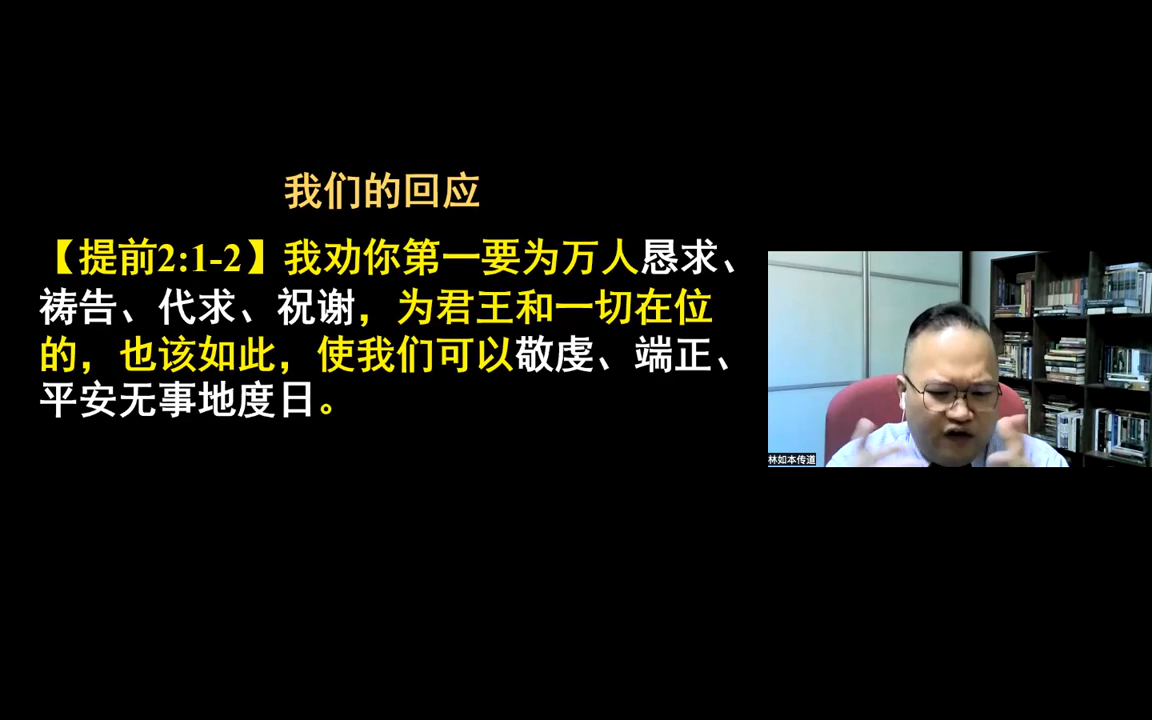 我们的回应
【提前2:1-2】我劝你第一要为万人恳求、
祷告、代求、祝谢，为君王和一切在位
的，也该如此，使我们可以敬虔、端正、
平安无事地度日。
林如本传道